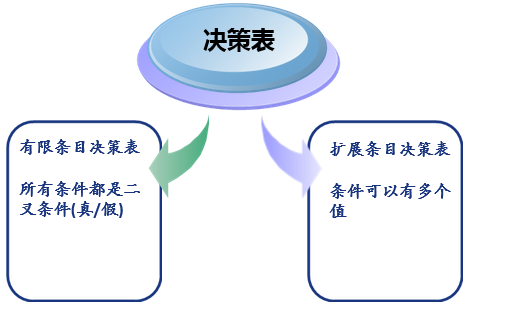 决策表
有限条目决策表
所有条件都是二
叉条件(真/假)
扩展条目决策表
条件可以有多个
值